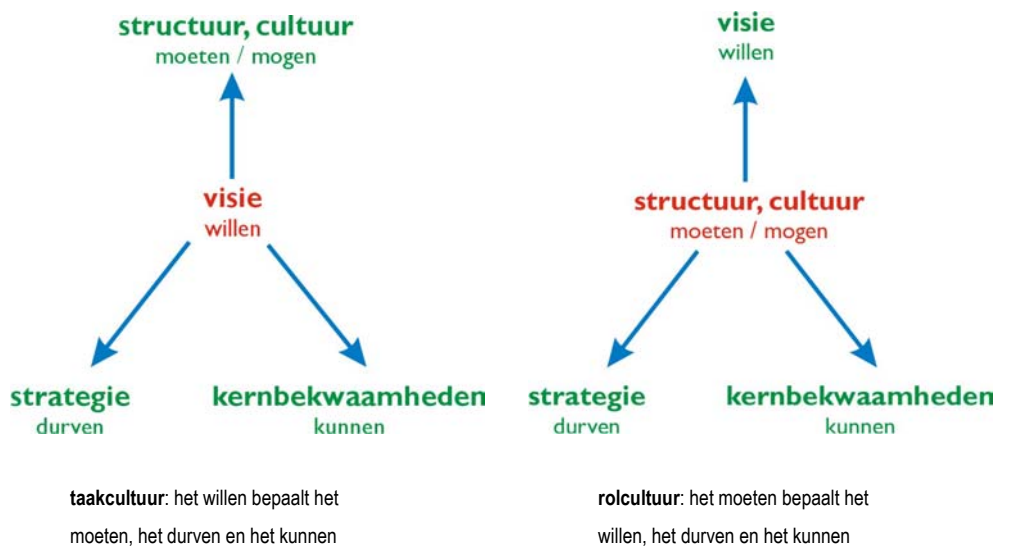 structuur, cultuur
moeten / mogen
visie
willen
strategie
durven
kernbekwaamheden
kunnen
taakcultuur: het willen bepaalt het
moeten, het durven en het kunnen
visie
willen
structuur, cultuur
moeten / mogen
strategie
durven
kernbekwaamheden
kunnen
rolcultuur: het moeten bepaalt het
willen, het durven en het kunnen